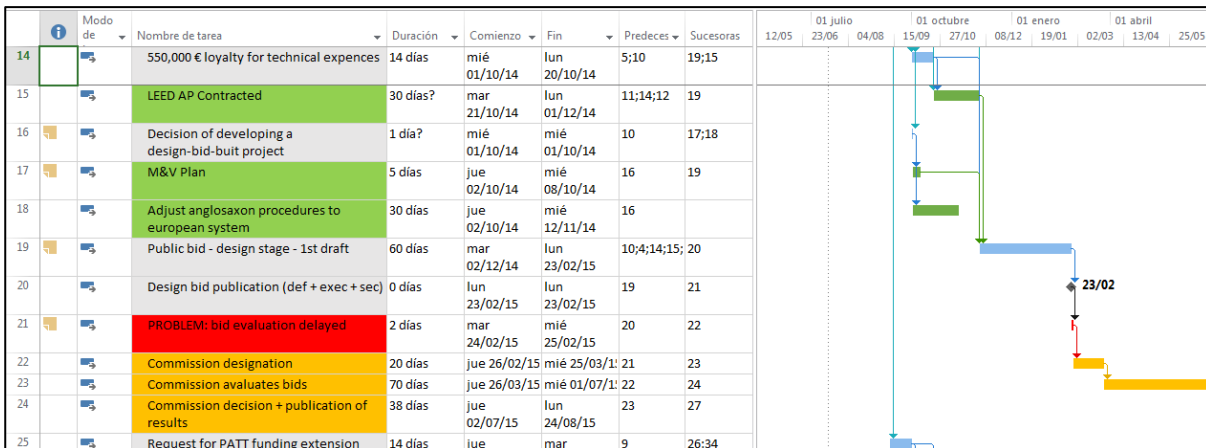 Modo de
Nombre de tarea
Duración
Comienzo
Fin
Predeces
Sucesoras
01 julio 01 octubre 01 enero 01 abril
12/05 23/06 04/08 15/09 27/10 08/12 19/01 02/03 13/04 25/05
14 550,000 € loyalty for technical expences 14 días mié lun 5;10 19;15
01/10/14 20/10/14
15 LEED AP Contracted 30 días? mar lun 11;14;12 19
21/10/14 01/12/14
16 Decision of developing a 1 día? mié mié 10 17;18
design-bid-buit project 01/10/14 01/10/14
17 M&V Plan 5 días jue mié 16 19
02/10/14 08/10/14
18 Adjust anglosaxon procedures to 30 días jue mié 16
european system 02/10/14 12/11/14
19 Public bid - design stage - 1st draft 60 días mar lun 10;4;14;15; 20
02/12/14 23/02/15
20 Design bid publication (def + exec + sec) 0 días lun lun 19 21
23/02/15 23/02/15
23/02
21 PROBLEM: bid evaluation delayed 2 días mar mié 20 22
24/02/15 25/02/15
22 Commission designation 20 días jue 26/02/15 mié 25/03/1! 21 23
23 Commission avaluates bids 70 días jue 26/03/15 mié 01/07/1! 22 24
24 Commission decision + publication of 38 días jue lun 23 27
results 02/07/15 24/08/15
25 Request for PATT funding extension 14 días jue mar 9 26;34